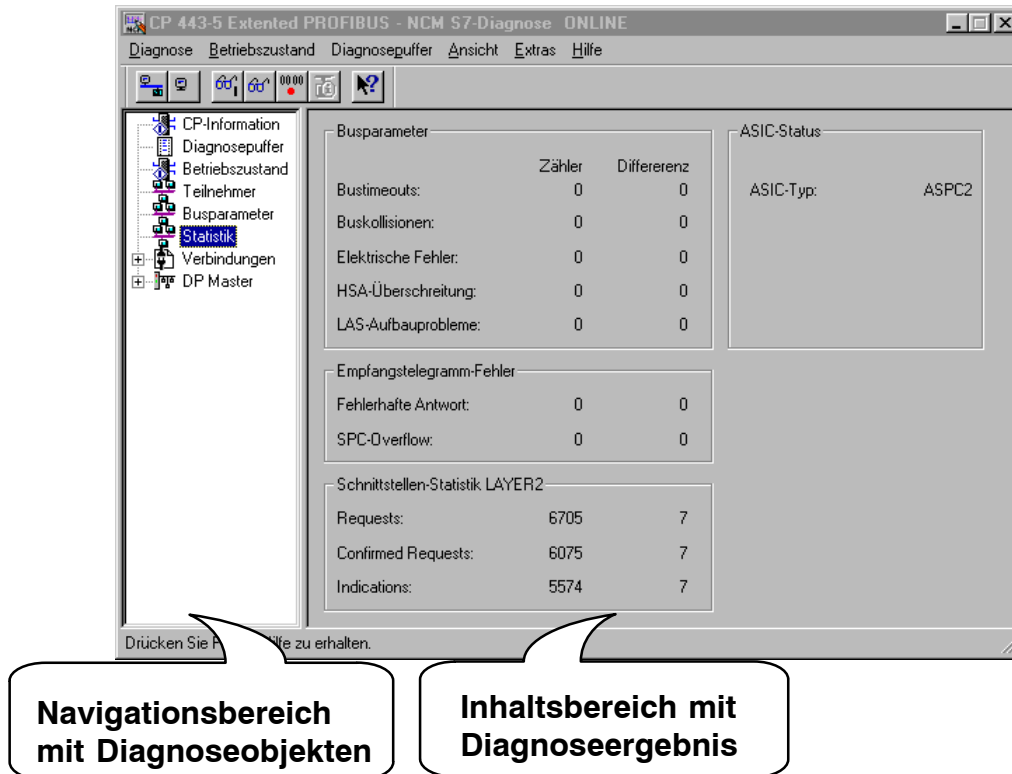 CP 443-5 Extented PROFIBUS - NCM S7-Diagnose ONLINE
Diagnose Betriebszustand Diagnosepuffer Ansicht Extras Hilfe
CP-Information
Diagnosepuffer
Betriebszustand
Teilnehmer
Busparameter
Statistik
Verbindungen
DP Master
Busparameter
Zähler Differerenz
Bustimeouts: 0 0
Buskollisionen: 0 0
Elektrische Fehler: 0 0
HSA-Überschreitung: 0 0
LAS-Aufbauprobleme: 0 0
ASIC-Status
ASIC-Typ: ASPC2
Empfangstelegramm-Fehler
Fehlerhafte Antwort: 0 0
SPC-Overflow: 0 0
Schnittstellen-Statistik LAYER2
Requests: 6705 7
Confirmed Requests: 6075 7
Indications: 5574 7
Drücken Sie zu erhalten.
Navigationsbereich
mit Diagnoseobjekten
Inhaltsbereich mit
Diagnoseergebnis